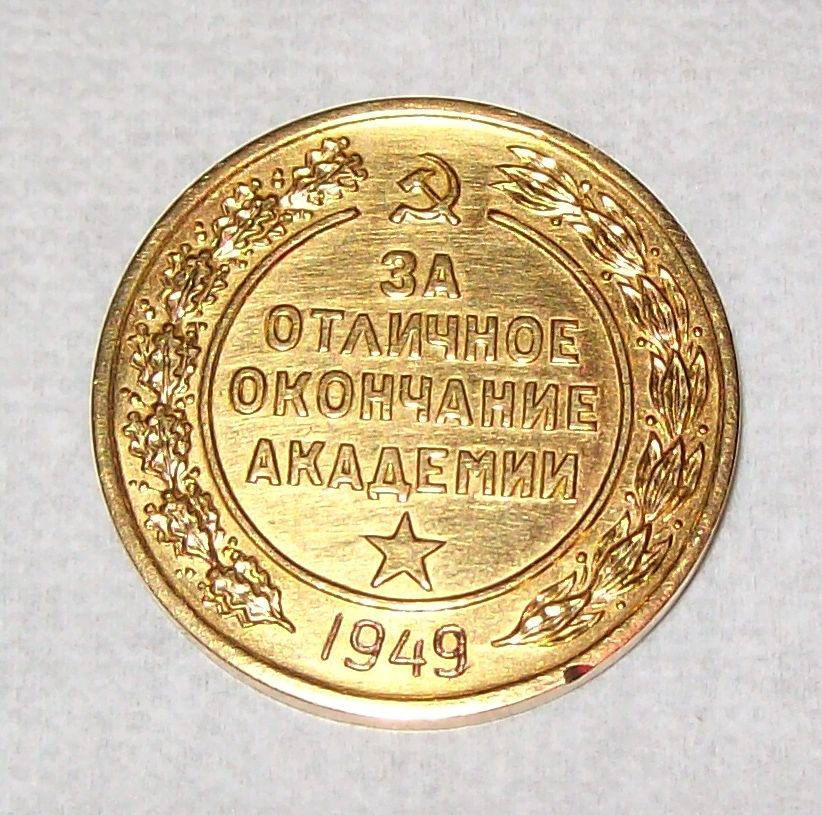 ЗА
ОТЛИЧНОЕ
ОКОНЧАНИЕ
АКАДЕМИИ
1949